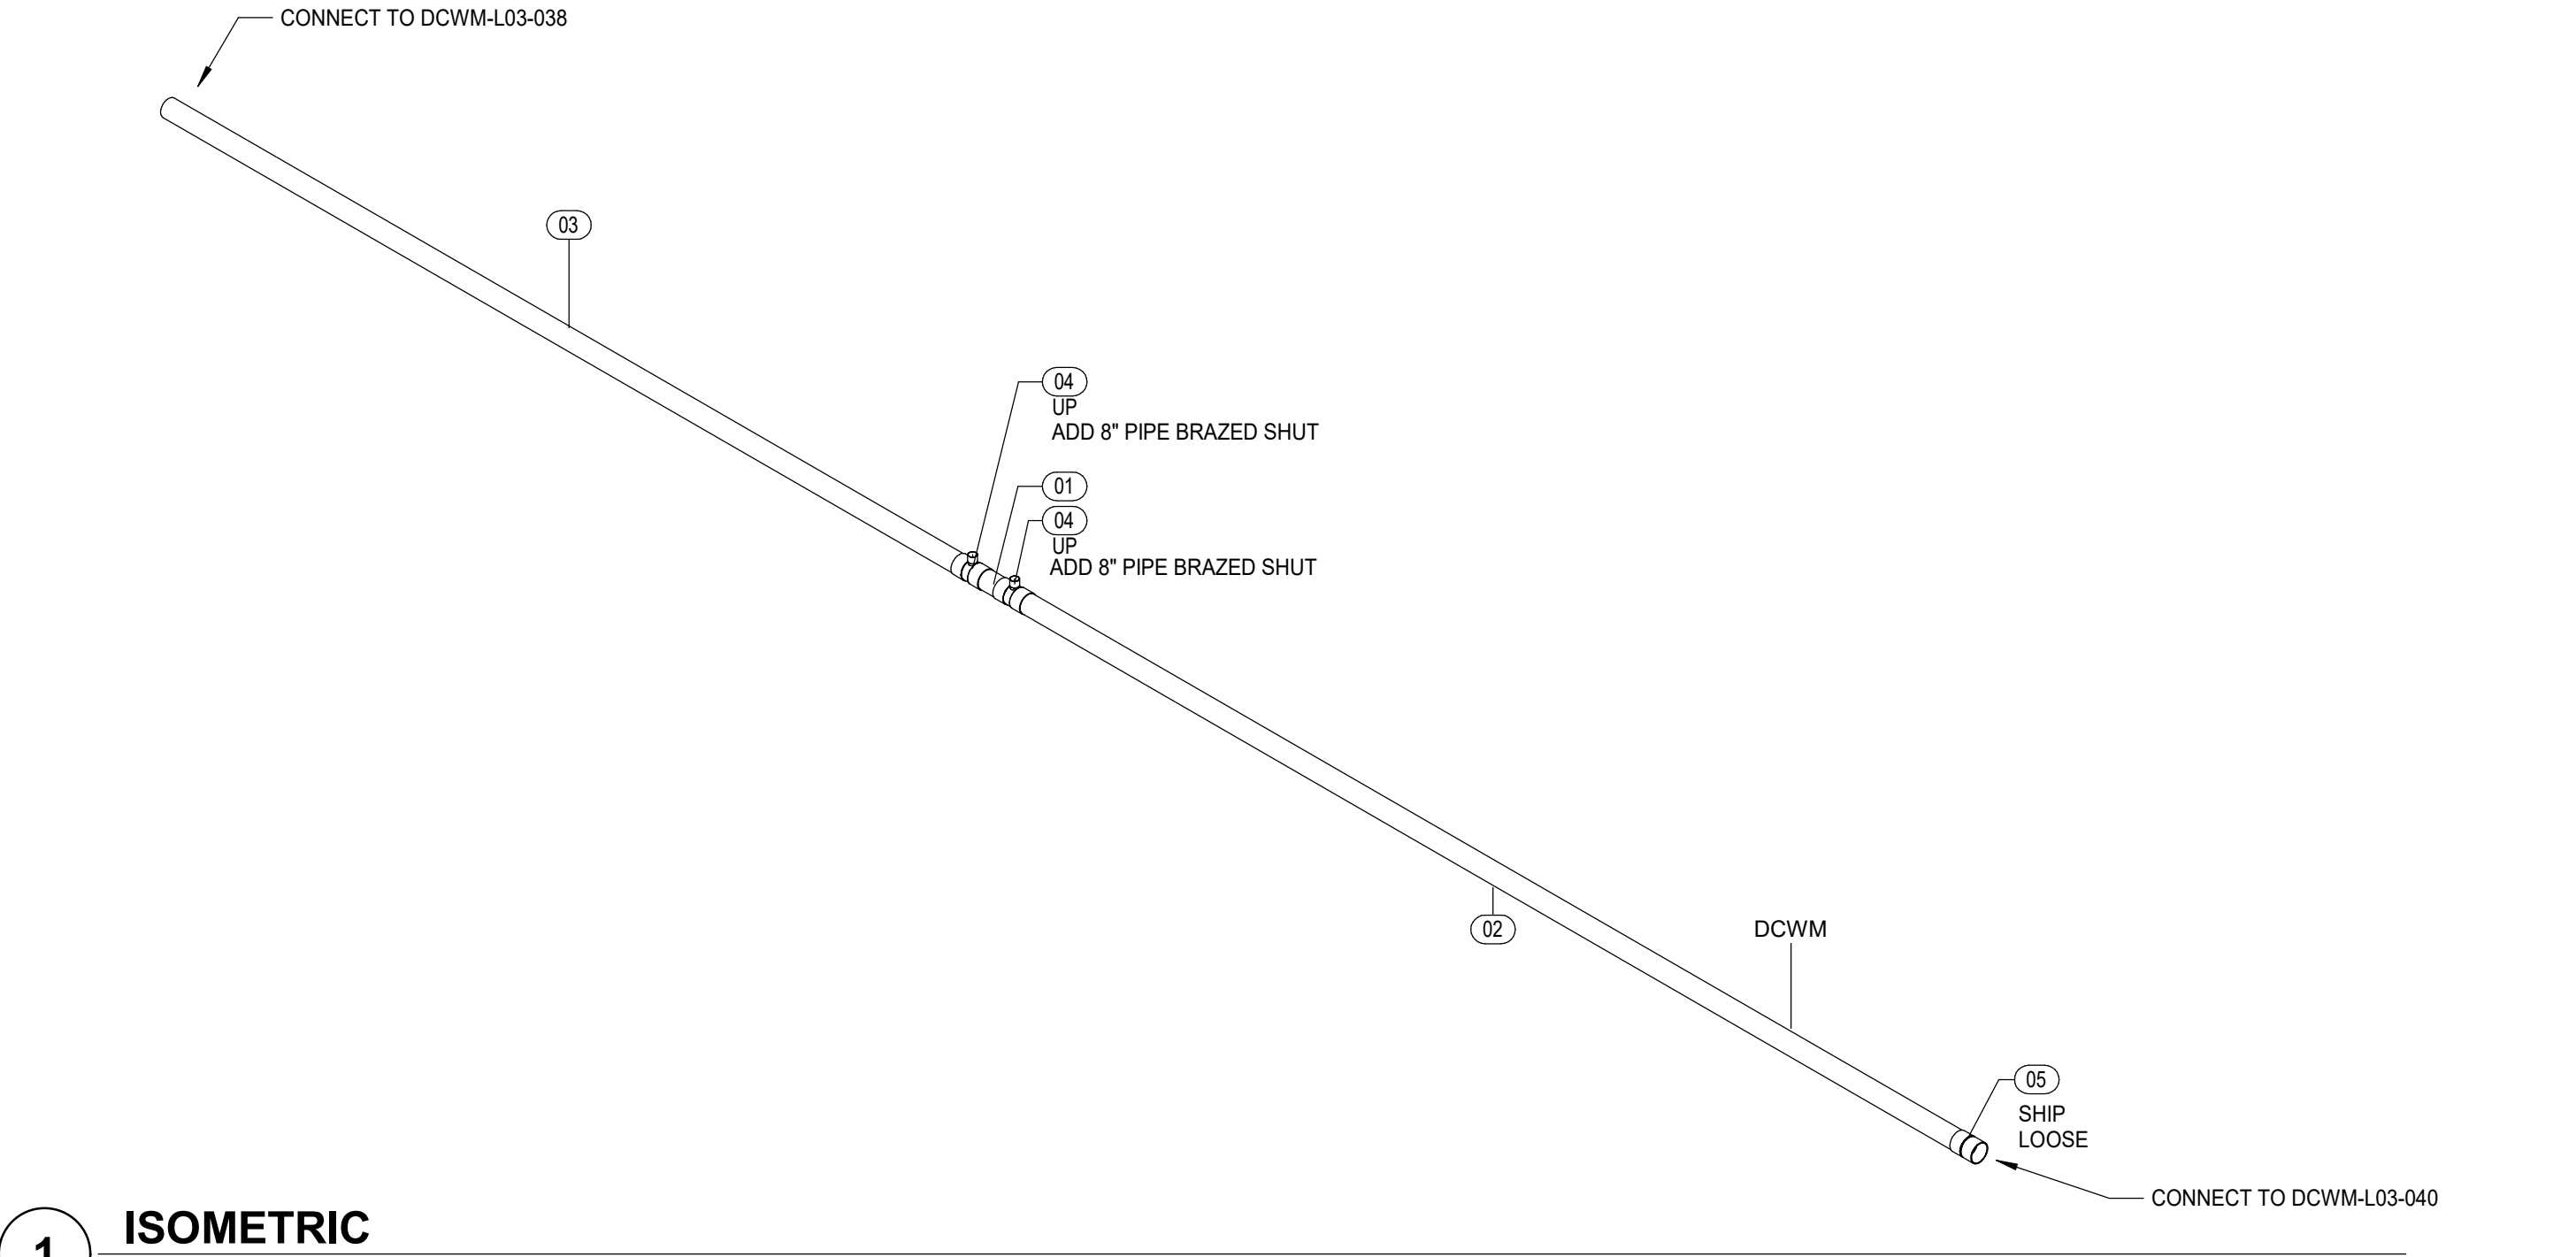 CONNECT TO DCWM-L03-038
03
04
UP
ADD 8" PIPE BRAZED SHUT
01
04
UP
ADD 8" PIPE BRAZED SHUT
02
DCWM
05
SHIP
LOOSE
CONNECT TO DCWM-L03-040
1
ISOMETRIC